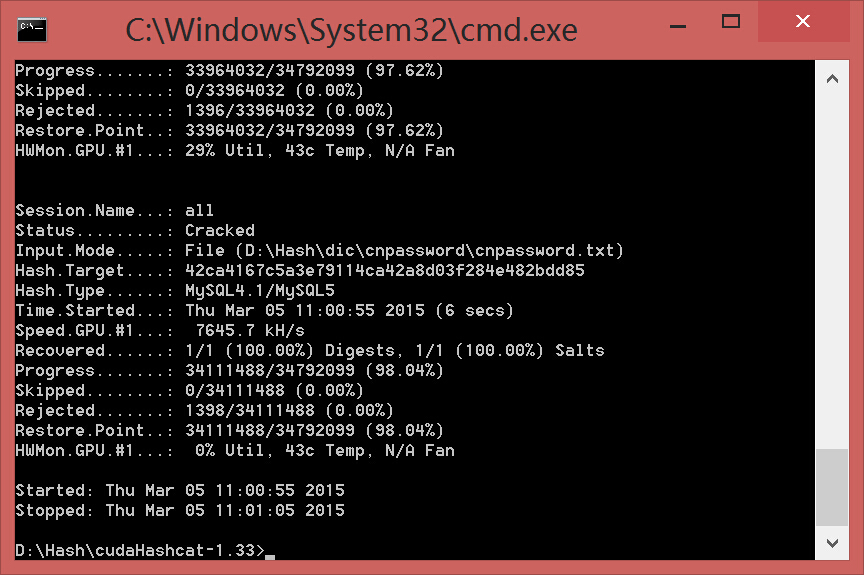 C:\Windows\System32\cmd.exe
Progress.......: 33964032/34792099 (97.62%)
Skipped........: 0/33964032 (0.00%)
Rejected.......: 1396/33964032 (0.00%)
Restore.Point..: 33964032/34792099 (97.62%)
HWMon.GPU.#1...: 29% Util, 43c Temp, N/A Fan
Session.Name...: all
Status.........: Cracked
Input.Mode.....: File (D:\Hash\dic\cnpassword\cnpassword.txt)
Hash.Target....: 42ca4167c5a3e79114ca42a8d03f284e482bdd85
Hash.Type......: MySQL4.1/MySQL5
Time.Started...: Thu Mar 05 11:00:55 2015 (6 secs)
Speed.GPU.#1...:  7645.7 kH/s
Recovered......: 1/1 (100.00%) Digests, 1/1 (100.00%) Salts
Progress.......: 34111488/34792099 (98.04%)
Skipped........: 0/34111488 (0.00%)
Rejected.......: 1398/34111488 (0.00%)
Restore.Point..: 34111488/34792099 (98.04%)
HWMon.GPU.#1...:  0% Util, 43c Temp, N/A Fan
Started: Thu Mar 05 11:00:55 2015
Stopped: Thu Mar 05 11:01:05 2015
D:\Hash\cudaHashcat-1.33>_